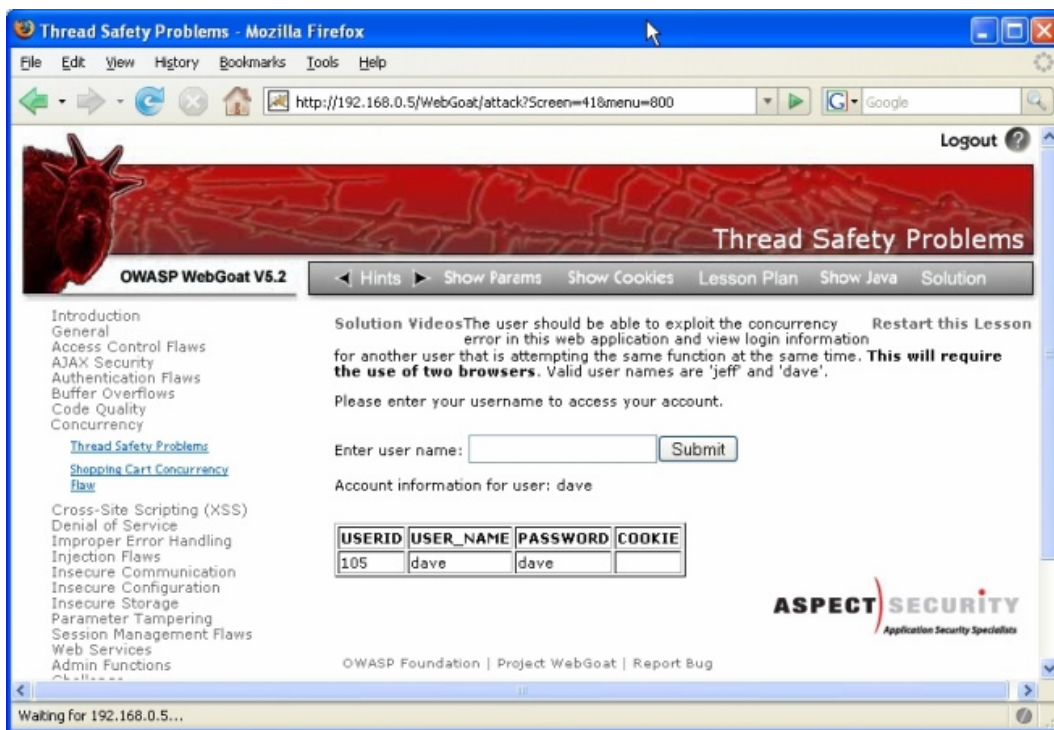 Thread Safety Problems - Mozilla Firefox
File Edit View History Bookmarks Tools Help
http://192.168.0.5/WebGoat/attack?Screen=41&menu=800
Google
Logout ?
Thread Safety Problems
OWASP WebGoat V5.2
Hints Show Params Show Cookies Lesson Plan Show Java Solution
Introduction
General
Access Control Flaws
AJAX Security
Authentication Flaws
Buffer Overflows
Code Quality
Concurrency
Thread Safety Problems
Shopping Cart Concurrency
Flaw
Cross-Site Scripting (XSS)
Denial of Service
Improper Error Handling
Injection Flaws
Insecure Communication
Insecure Configuration
Insecure Storage
Parameter Tampering
Session Management Flaws
Web Services
Admin Functions
Challenge
Solution Videos The user should be able to exploit the concurrency Restart this Lesson
error in this web application and view login information
for another user that is attempting the same function at the same time. This will require
the use of two browsers. Valid user names are 'jeff' and 'dave'.
Please enter your username to access your account.
Enter user name: Submit
Account information for user: dave
USERID USER_NAME PASSWORD COOKIE
105 dave dave
ASPECT SECURITY
Application Security Specialists
OWASP Foundation | Project WebGoat | Report Bug
Waiting for 192.168.0.5...